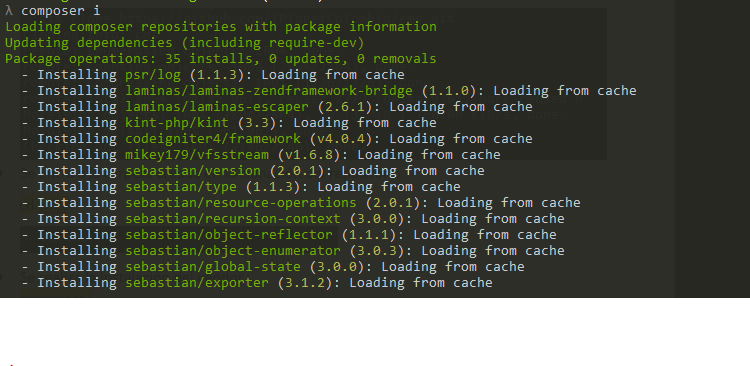 λ composer i
Loading composer repositories with package information
Updating dependencies (including require-dev)
Package operations: 35 installs, 0 updates, 0 removals
- Installing psr/log (1.1.3): Loading from cache
- Installing laminas/laminas-zendframework-bridge (1.1.0): Loading from cache
- Installing laminas/laminas-escaper (2.6.1): Loading from cache
- Installing kint-php/kint (3.3): Loading from cache
- Installing codeigniter4/framework (v4.0.4): Loading from cache
- Installing mikey179/vfsstream (v1.6.8): Loading from cache
- Installing sebastian/version (2.0.1): Loading from cache
- Installing sebastian/type (1.1.3): Loading from cache
- Installing sebastian/resource-operations (2.0.1): Loading from cache
- Installing sebastian/recursion-context (3.0.0): Loading from cache
- Installing sebastian/object-reflector (1.1.1): Loading from cache
- Installing sebastian/object-enumerator (3.0.3): Loading from cache
- Installing sebastian/global-state (3.0.0): Loading from cache
- Installing sebastian/exporter (3.1.2): Loading from cache